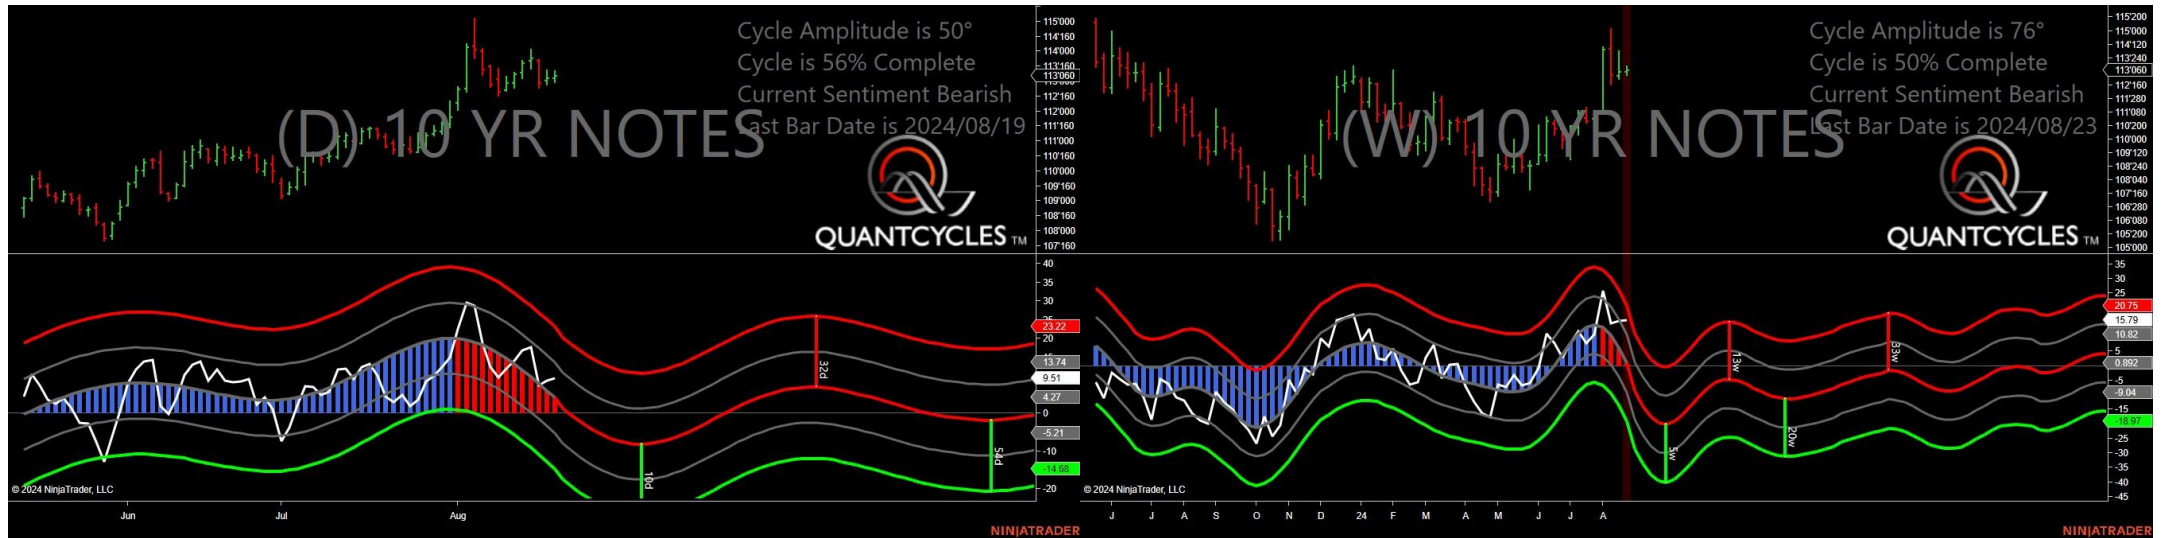 Cycle Amplitude is 50°
Cycle is 56% Complete
Current Sentiment Bearish
Last Bar Date is 2024/08/19
(D) 10 YR NOTES
QUANTCYCLES TM
115'000
114'160
114'000
113'160
113'060
112'160
112'000
111'160
111'000
110'160
110'000
109'160
109'000
108'160
108'000
107'160
40
35
30
23.22
20
13.74
9.51
4.27
0
-5.21
-10
-14.68
-20
10d
32d
54d
© 2024 NinjaTrader, LLC
Jun Jul Aug
NINJATRADER
Cycle Amplitude is 76°
Cycle is 50% Complete
Current Sentiment Bearish
Last Bar Date is 2024/08/23
(W) 10 YR NOTES
QUANTCYCLES TM
115'200
115'000
114'120
113'240
113'060
112'160
111'280
111'080
110'200
110'000
109'120
108'240
108'040
107'160
106'280
106'080
105'200
105'000
35
30
25
20.75
15.79
10.82
5
0.892
-5
-9.04
-15
-18.97
-25
-30
-35
-40
-45
5w
13w
20w
33w
© 2024 NinjaTrader, LLC
J J A S O N D 24 F M A M J J A
NINJATRADER